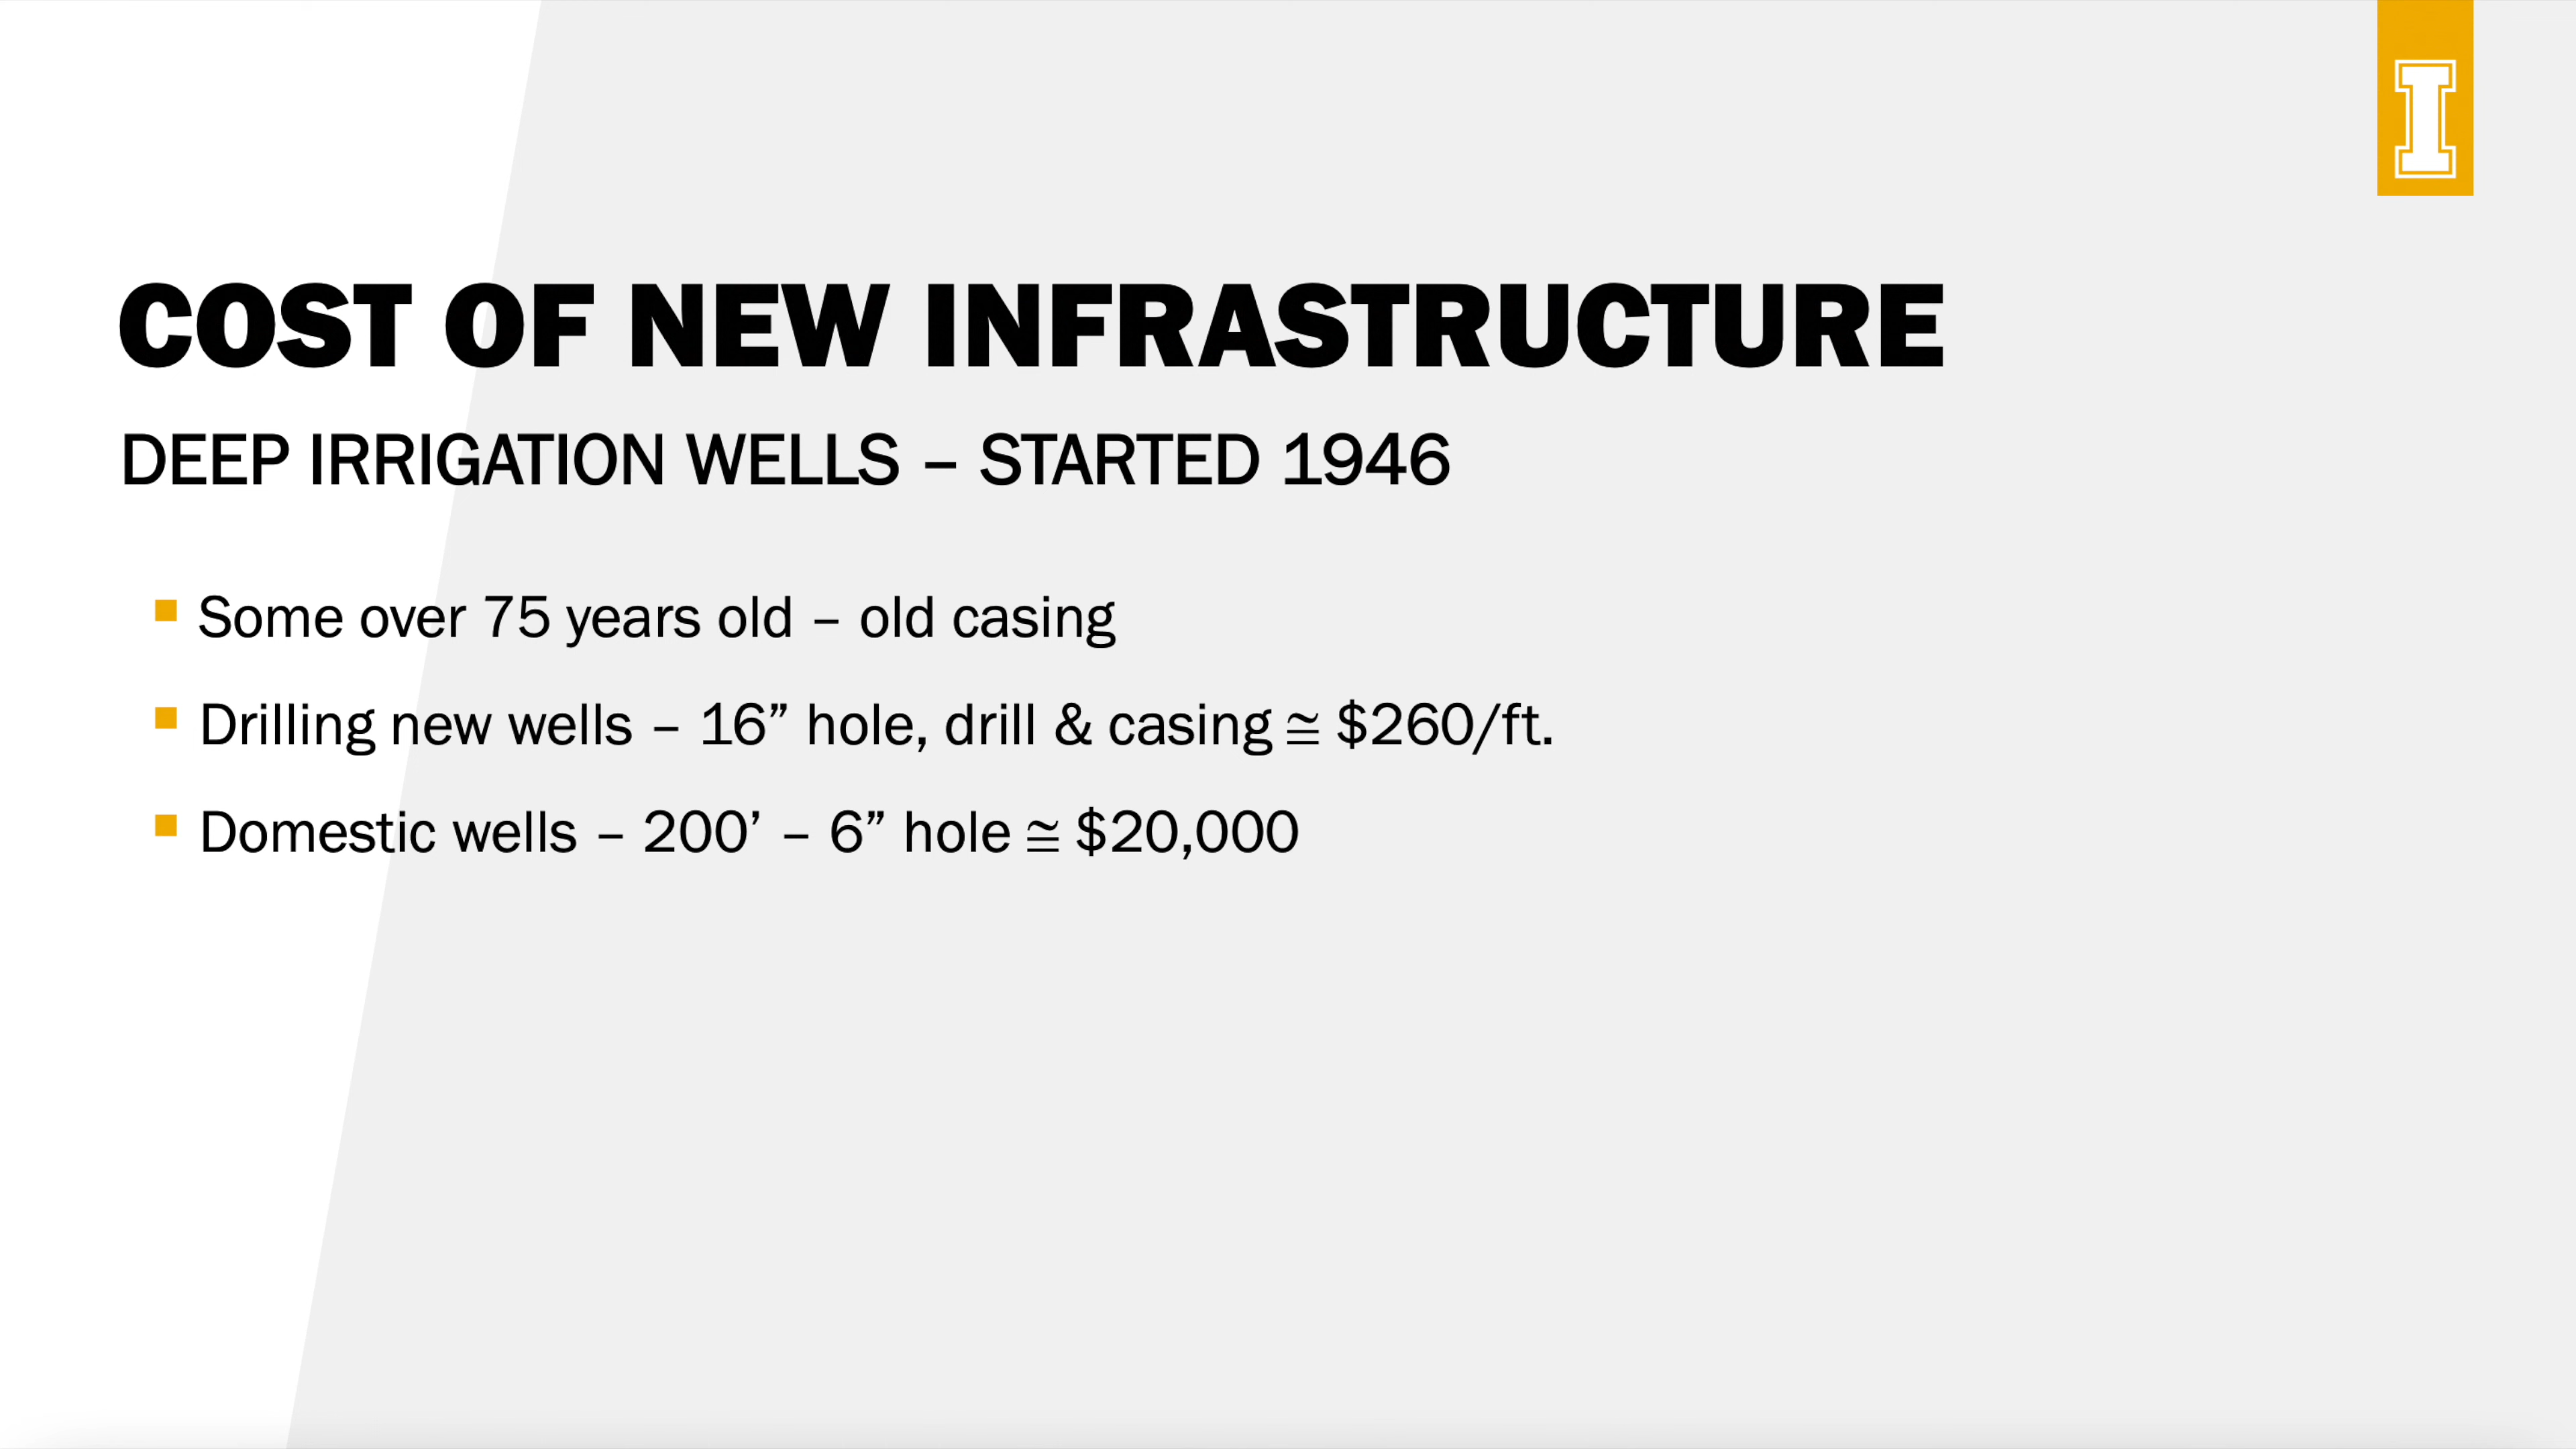 I
COST OF NEW INFRASTRUCTURE
DEEP IRRIGATION WELLS – STARTED 1946
Some over 75 years old – old casing
Drilling new wells – 16” hole, drill & casing ≅ $260/ft.
Domestic wells – 200’ – 6” hole ≅ $20,000